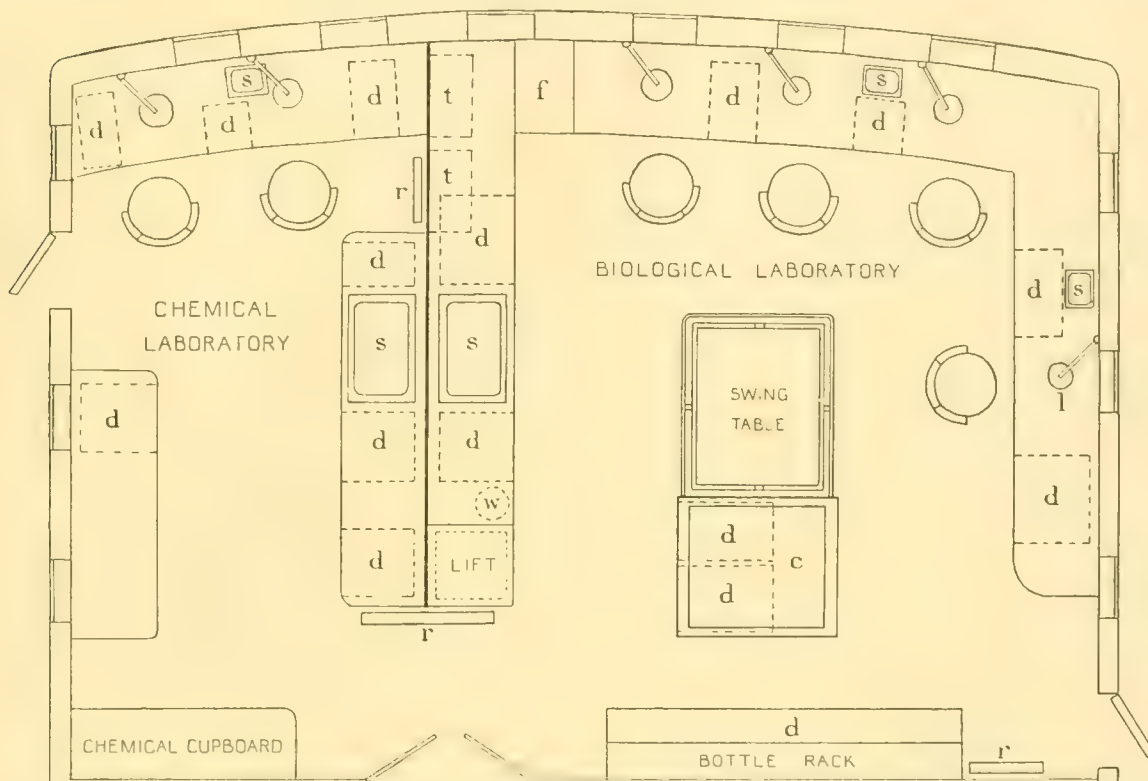 s
d
t
f
d
s
d
d
d
t
r
d
BIOLOGICAL LABORATORY
d
d
s
CHEMICAL
LABORATORY
s
s
SWING
TABLE
l
d
d
d
d
w
d
d
c
LIFT
d
r
d
CHEMICAL CUPBOARD
BOTTLE RACK
r